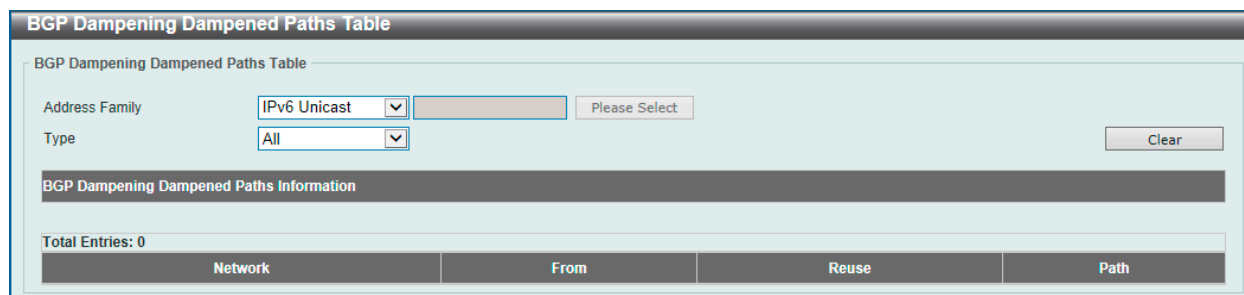 BGP Dampening Dampened Paths Table
BGP Dampening Dampened Paths Table
Address Family IPv6 Unicast Please Select
Type All Clear
BGP Dampening Dampened Paths Information
Total Entries: 0
Network From Reuse Path